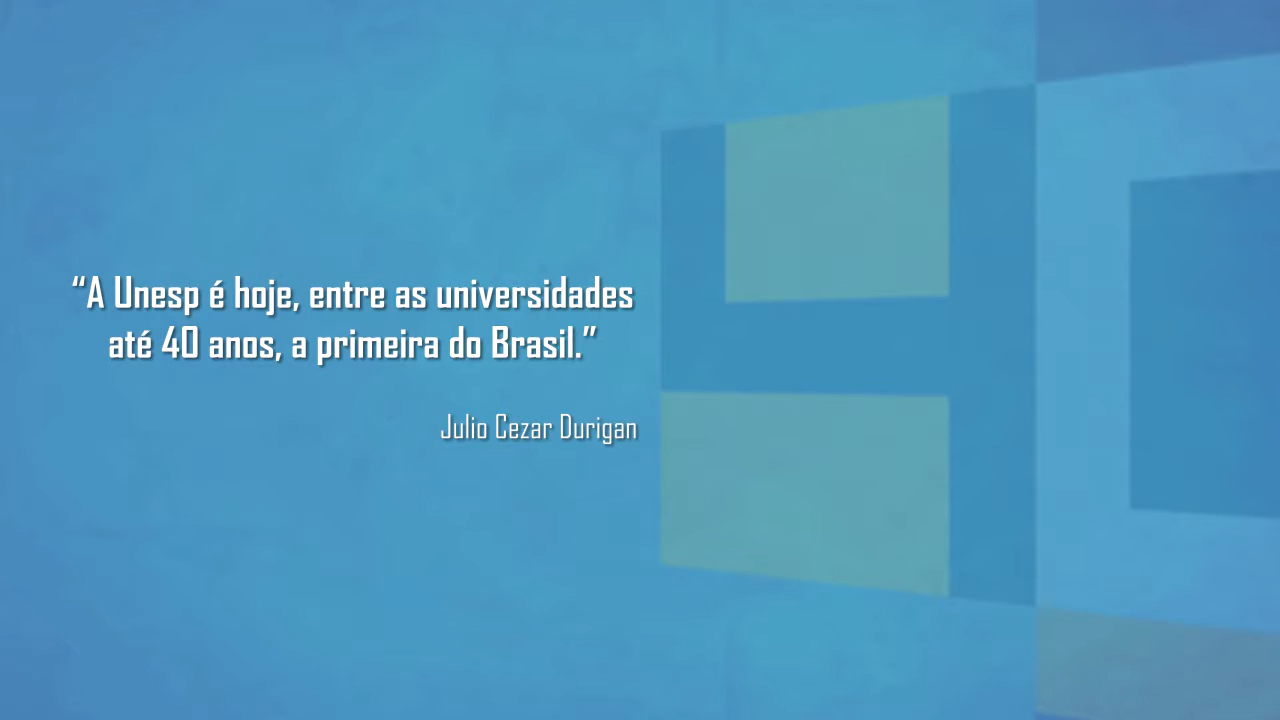 “A Unesp é hoje, entre as universidades
até 40 anos, a primeira do Brasil.”
Julio Cezar Durigan